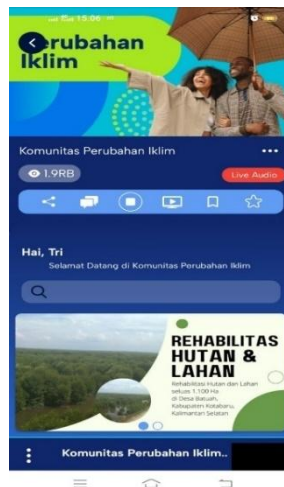 15.06
Perubahan
Iklim
Komunitas Perubahan Iklim
1.9RB
Live Audio
Hai, Tri
Selamat Datang di Komunitas Perubahan Iklim
REHABILITAS
HUTAN &
LAHAN
Rehabilitasi Hutan dan Lahan
seluas 1.100 Ha
di Desa Batuah,
Kabupaten Kotabaru,
Kalimantan Selatan
Komunitas Perubahan Iklim..